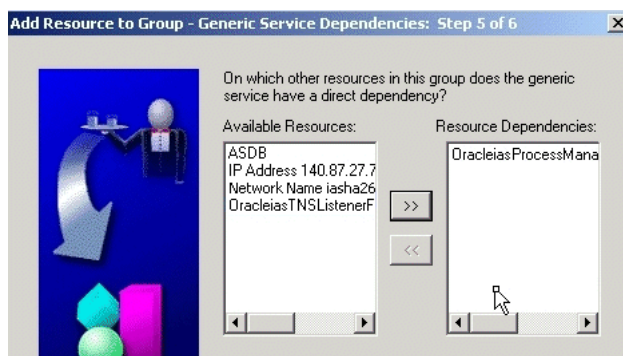 Add Resource to Group - Generic Service Dependencies: Step 5 of 6
On which other resources in this group does the generic
service have a direct dependency?
Available Resources:
Resource Dependencies:
ASDB
IP Address 140.87.27.7
Network Name iasha26
OracleiasTNSListenerF
OracleiasProcessMana
>>
<<